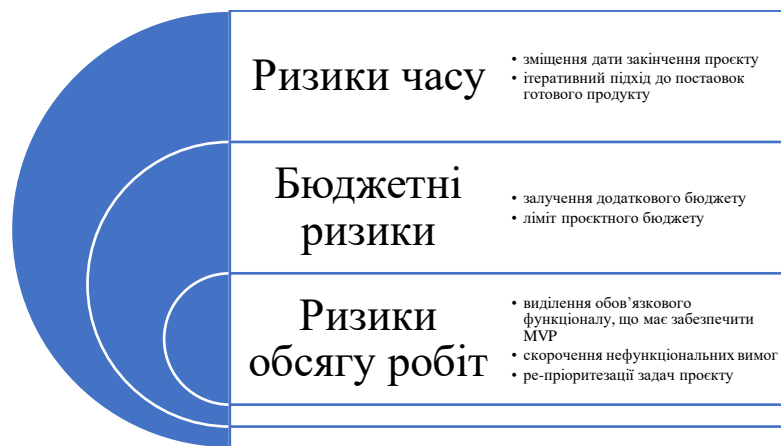 Ризики часу
• зміщення дати закінчення проєкту
• ітеративний підхід до постаовок
готового продукту
Бюджетні
ризики
• залучення додаткового бюджету
• ліміт проєктного бюджету
Ризики
обсягу робіт
• виділення обов’язкового
функціоналу, що має забезпечити
MVP
• скорочення нефункціональних вимог
• ре-пріоритезації задач проєкту